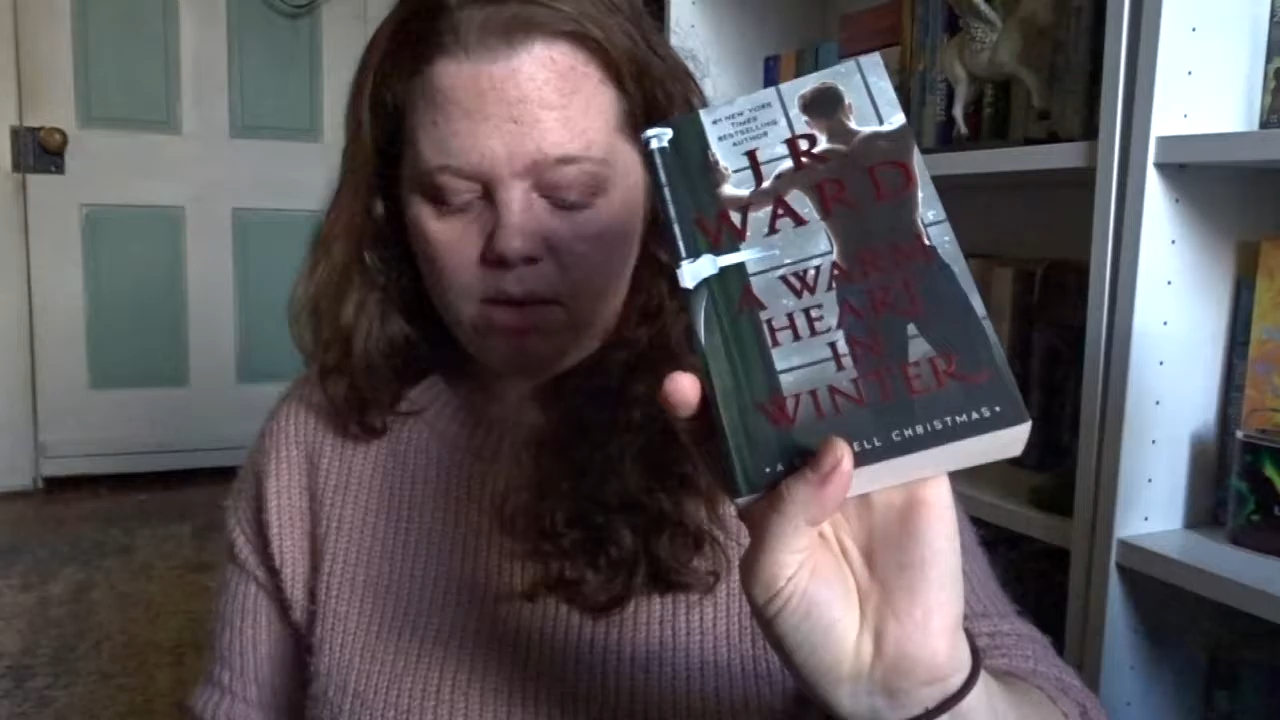 #1 NEW YORK
TIMES
BESTSELLING
AUTHOR
J.R.
WARD
A WARM
HEART
IN
WINTER
• A ELL CHRISTMAS •